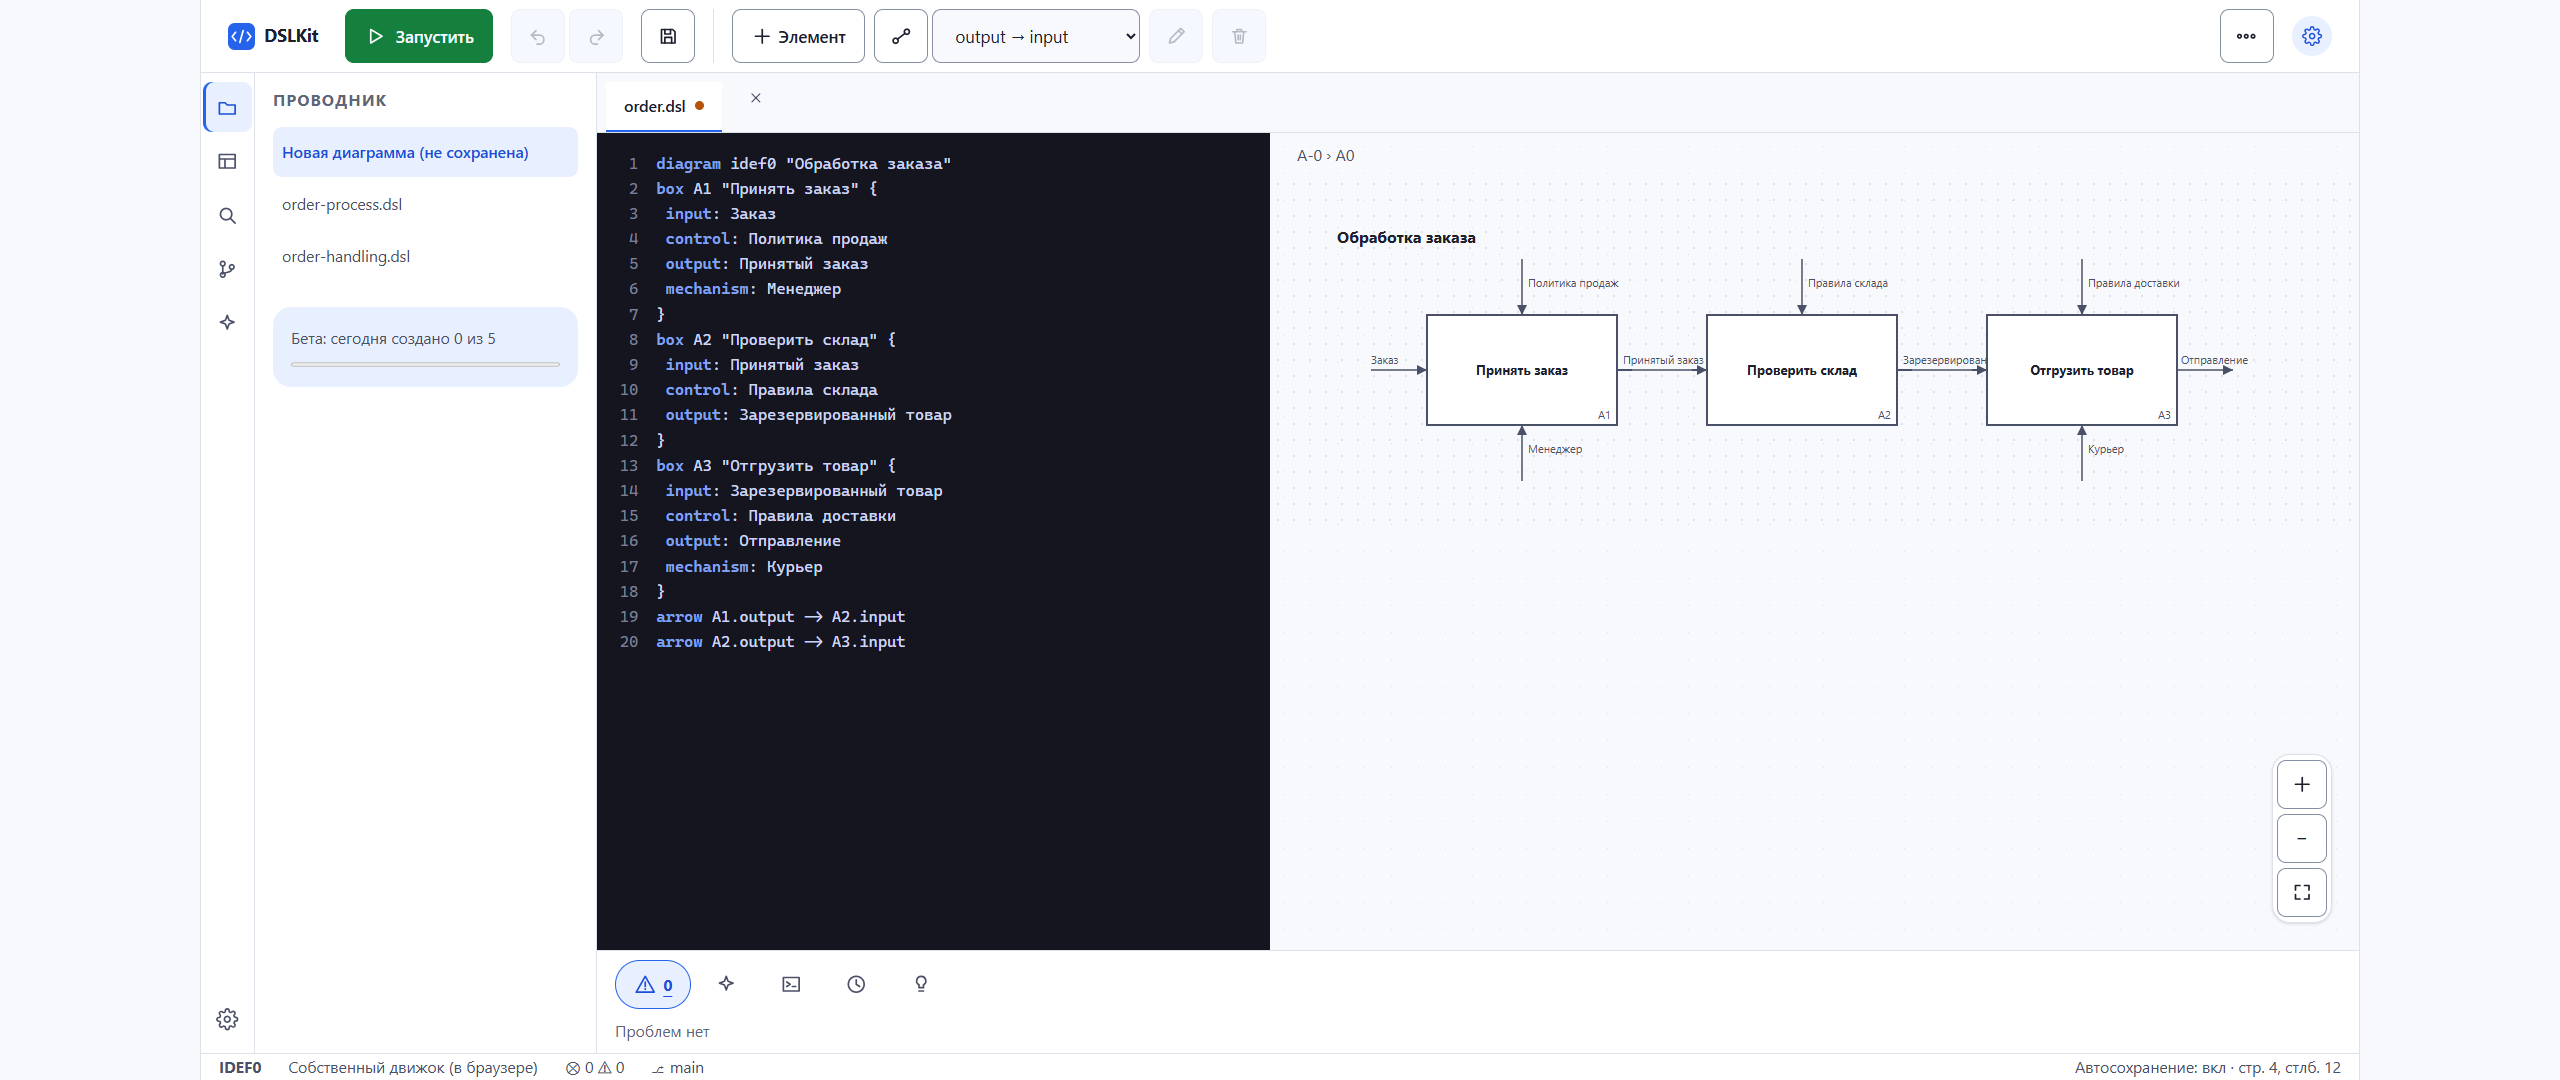 DSLKit
Запустить
Элемент
output → input
ПРОВОДНИК
Новая диаграмма (не сохранена)
order-process.dsl
order-handling.dsl
Бета: сегодня создано 0 из 5
order.dsl
1 diagram idef0 "Обработка заказа"
2 box A1 "Принять заказ" {
3 input: Заказ
4 control: Политика продаж
5 output: Принятый заказ
6 mechanism: Менеджер
7 }
8 box A2 "Проверить склад" {
9 input: Принятый заказ
10 control: Правила склада
11 output: Зарезервированный товар
12 }
13 box A3 "Отгрузить товар" {
14 input: Зарезервированный товар
15 control: Правила доставки
16 output: Отправление
17 mechanism: Курьер
18 }
19 arrow A1.output -> A2.input
20 arrow A2.output -> A3.input
A-0 › A0
Обработка заказа
Политика продаж
Правила склада
Правила доставки
Заказ
Принятый заказ
Зарезервирован
Отправление
Принять заказ
Проверить склад
Отгрузить товар
A1
A2
A3
Менеджер
Курьер
0
Проблем нет
IDEF0
Собственный движок (в браузере)
0 0
main
Автосохранение: вкл · стр. 4, стлб. 12